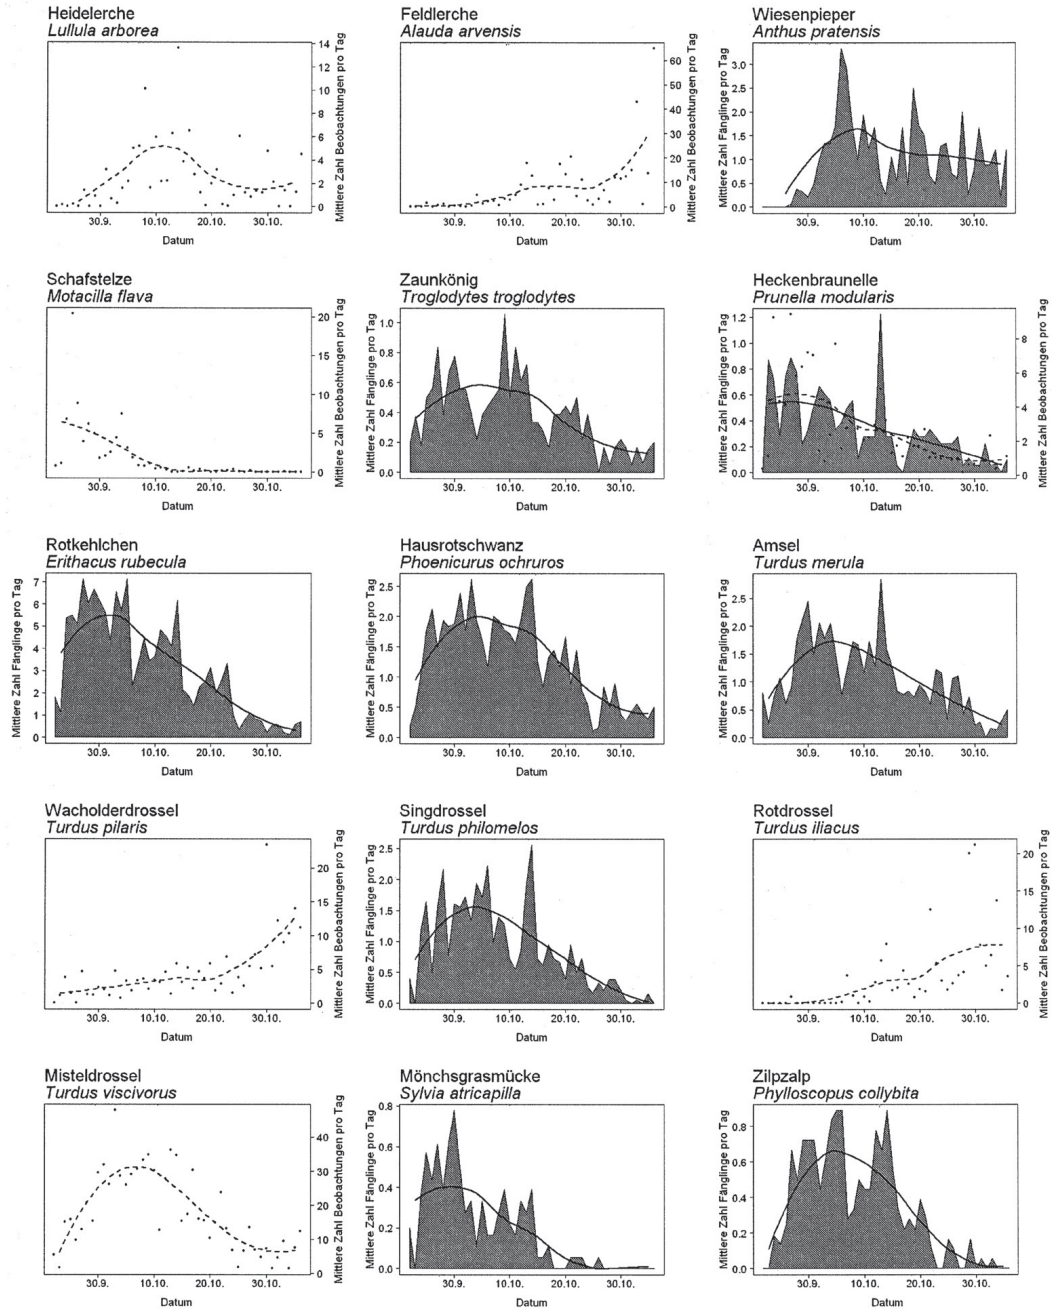 Heidelerche
Lullula arborea
14
12
10
8
6
4
2
0
Mittlere Zahl Beobachtungen pro Tag
30.9. 10.10. 20.10. 30.10.
Datum
Feldlerche
Alauda arvensis
60
50
40
30
20
10
0
Mittlere Zahl Beobachtungen pro Tag
30.9. 10.10. 20.10. 30.10.
Datum
Wiesenpieper
Anthus pratensis
Mittlere Zahl Fänglinge pro Tag
3.0
2.5
2.0
1.5
1.0
0.5
0.0
30.9. 10.10. 20.10. 30.10.
Datum
Schafstelze
Motacilla flava
20
15
10
5
0
Mittlere Zahl Beobachtungen pro Tag
30.9. 10.10. 20.10. 30.10.
Datum
Zaunkönig
Troglodytes troglodytes
Mittlere Zahl Fänglinge pro Tag
1.0
0.8
0.6
0.4
0.2
0.0
30.9. 10.10. 20.10. 30.10.
Datum
Heckenbraunelle
Prunella modularis
Mittlere Zahl Fänglinge pro Tag
1.2
1.0
0.8
0.6
0.4
0.2
0.0
8
6
4
2
0
Mittlere Zahl Beobachtungen pro Tag
30.9. 10.10. 20.10. 30.10.
Datum
Rotkehlchen
Erithacus rubecula
Mittlere Zahl Fänglinge pro Tag
7
6
5
4
3
2
1
0
30.9. 10.10. 20.10. 30.10.
Datum
Hausrotschwanz
Phoenicurus ochruros
Mittlere Zahl Fänglinge pro Tag
2.5
2.0
1.5
1.0
0.5
0.0
30.9. 10.10. 20.10. 30.10.
Datum
Amsel
Turdus merula
Mittlere Zahl Fänglinge pro Tag
2.5
2.0
1.5
1.0
0.5
0.0
30.9. 10.10. 20.10. 30.10.
Datum
Wacholderdrossel
Turdus pilaris
20
15
10
5
0
Mittlere Zahl Beobachtungen pro Tag
30.9. 10.10. 20.10. 30.10.
Datum
Singdrossel
Turdus philomelos
Mittlere Zahl Fänglinge pro Tag
2.5
2.0
1.5
1.0
0.5
0.0
30.9. 10.10. 20.10. 30.10.
Datum
Rotdrossel
Turdus iliacus
20
15
10
5
0
Mittlere Zahl Beobachtungen pro Tag
30.9. 10.10. 20.10. 30.10.
Datum
Misteldrossel
Turdus viscivorus
40
30
20
10
0
Mittlere Zahl Beobachtungen pro Tag
30.9. 10.10. 20.10. 30.10.
Datum
Mönchsgrasmücke
Sylvia atricapilla
Mittlere Zahl Fänglinge pro Tag
0.8
0.6
0.4
0.2
0.0
30.9. 10.10. 20.10. 30.10.
Datum
Zilpzalp
Phylloscopus collybita
Mittlere Zahl Fänglinge pro Tag
0.8
0.6
0.4
0.2
0.0
30.9. 10.10. 20.10. 30.10.
Datum